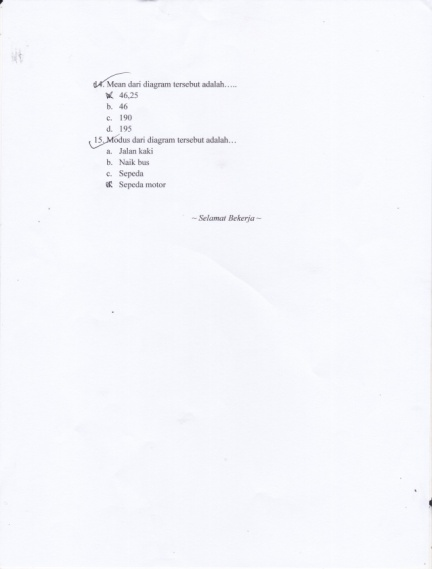 14. Mean dari diagram tersebut adalah.....
a. 46,25
b. 46
c. 190
d. 195
15. Modus dari diagram tersebut adalah...
a. Jalan kaki
b. Naik bus
c. Sepeda
d. Sepeda motor
~ Selamat Bekerja ~